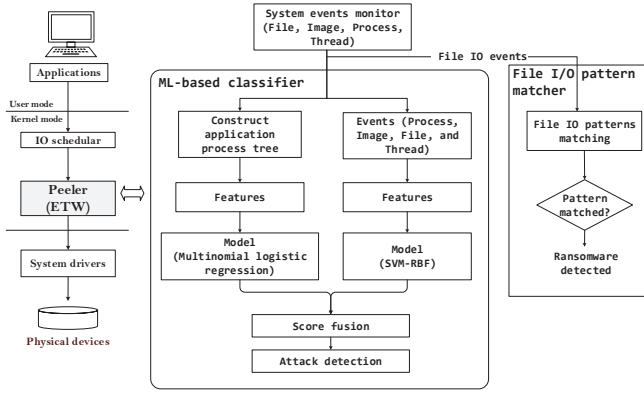 System events monitor
(File, Image, Process,
Thread)
File IO events
Applications
User mode
Kernel mode
IO schedular
Peeler
(ETW)
System drivers
Physical devices
ML-based classifier
Construct
application
process tree
Events (Process,
Image, File, and
Thread)
Features
Features
Model
(Multinomial logistic
regression)
Model
(SVM-RBF)
Score fusion
Attack detection
File I/O pattern
matcher
File IO patterns
matching
Pattern
matched?
Ransomware
detected